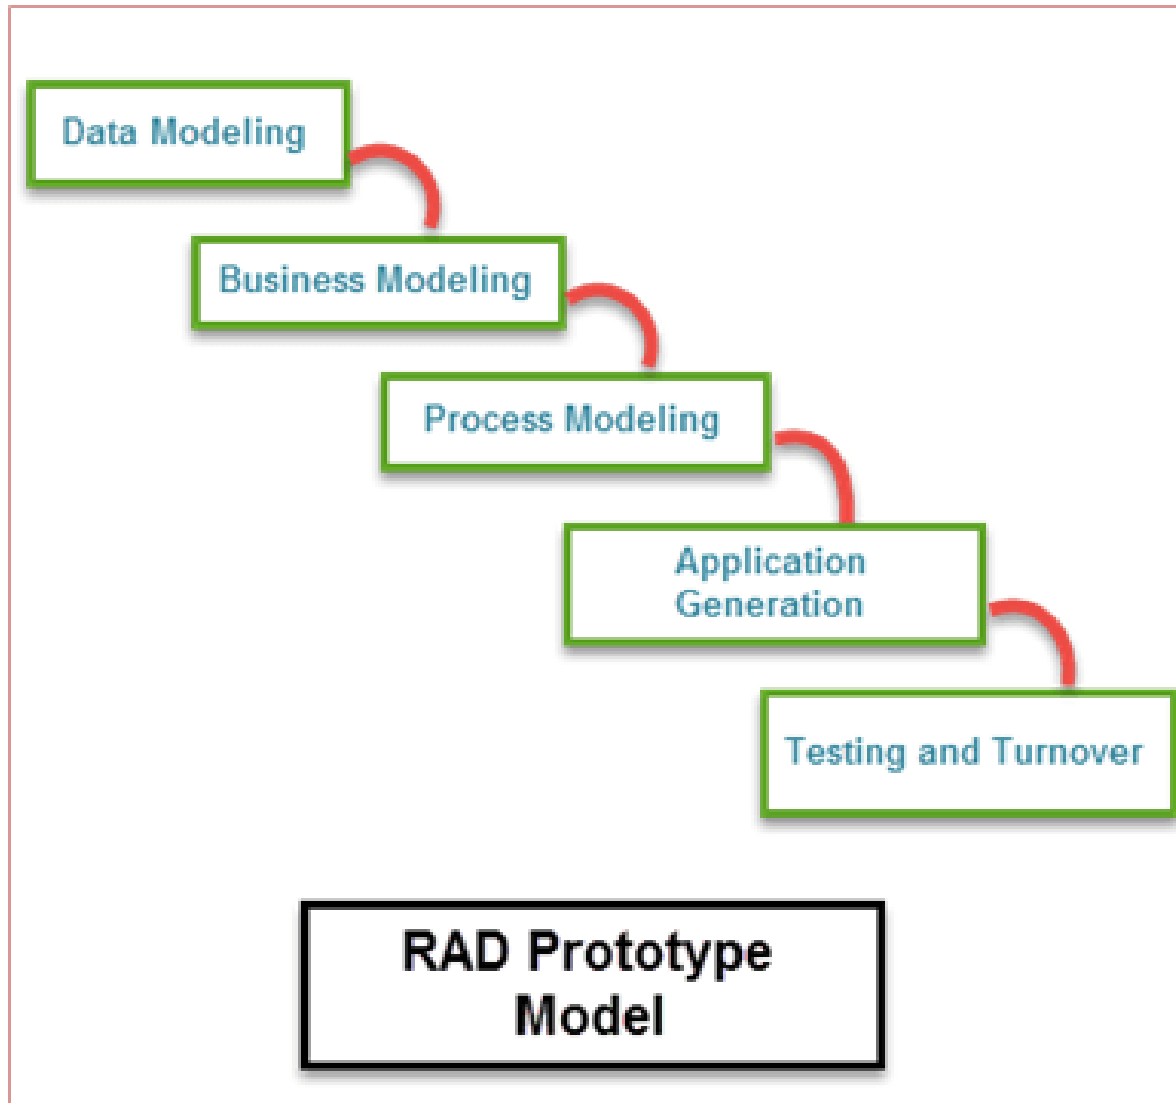 Data Modeling
Business Modeling
Process Modeling
Application
Generation
Testing and Turnover
RAD Prototype
Model